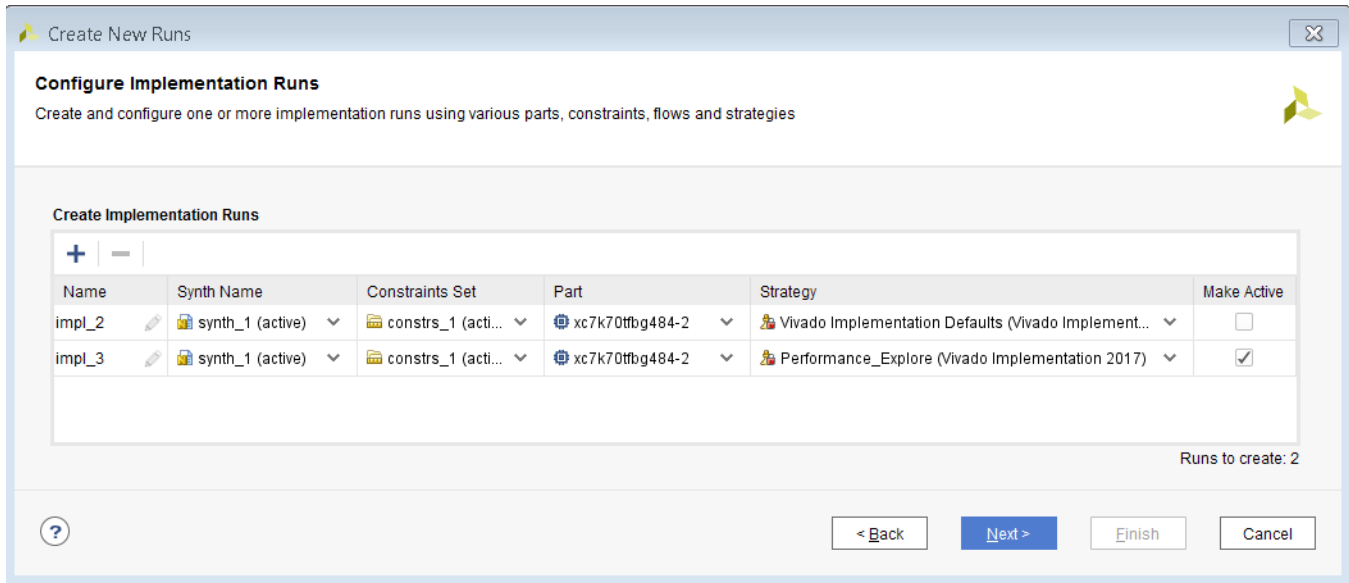 Create New Runs
Configure Implementation Runs
Create and configure one or more implementation runs using various parts, constraints, flows and strategies
Create Implementation Runs
Name Synth Name Constraints Set Part Strategy Make Active
impl_2 synth_1 (active) constrs_1 (acti... xc7k70tfbg484-2 Vivado Implementation Defaults (Vivado Implement...
impl_3 synth_1 (active) constrs_1 (acti... xc7k70tfbg484-2 Performance_Explore (Vivado Implementation 2017)
Runs to create: 2
? < Back Next > Finish Cancel